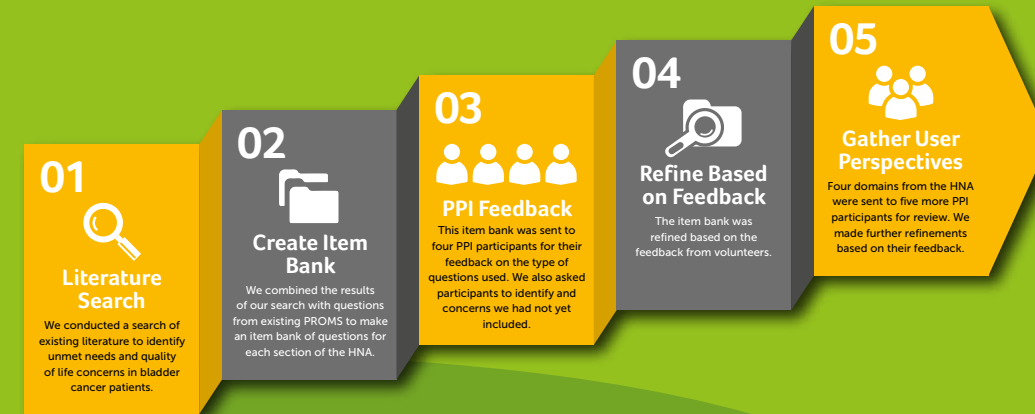 01
Literature
Search
We conducted a search of
existing literature to identify
unmet needs and quality
of life concerns in bladder
cancer patients.
02
Create Item
Bank
We combined the results
of our search with questions
from existing PROMS to make
an item bank of questions for
each section of the HNA.
03
PPI Feedback
This item bank was sent to
four PPI participants for their
feedback on the type of
questions used. We also asked
participants to identify and
concerns we had not yet
included.
04
Refine Based
on Feedback
The item bank was
refined based on the
feedback from volunteers.
05
Gather User
Perspectives
Four domains from the HNA
were sent to five more PPI
participants for review. We
made further refinements
based on their feedback.